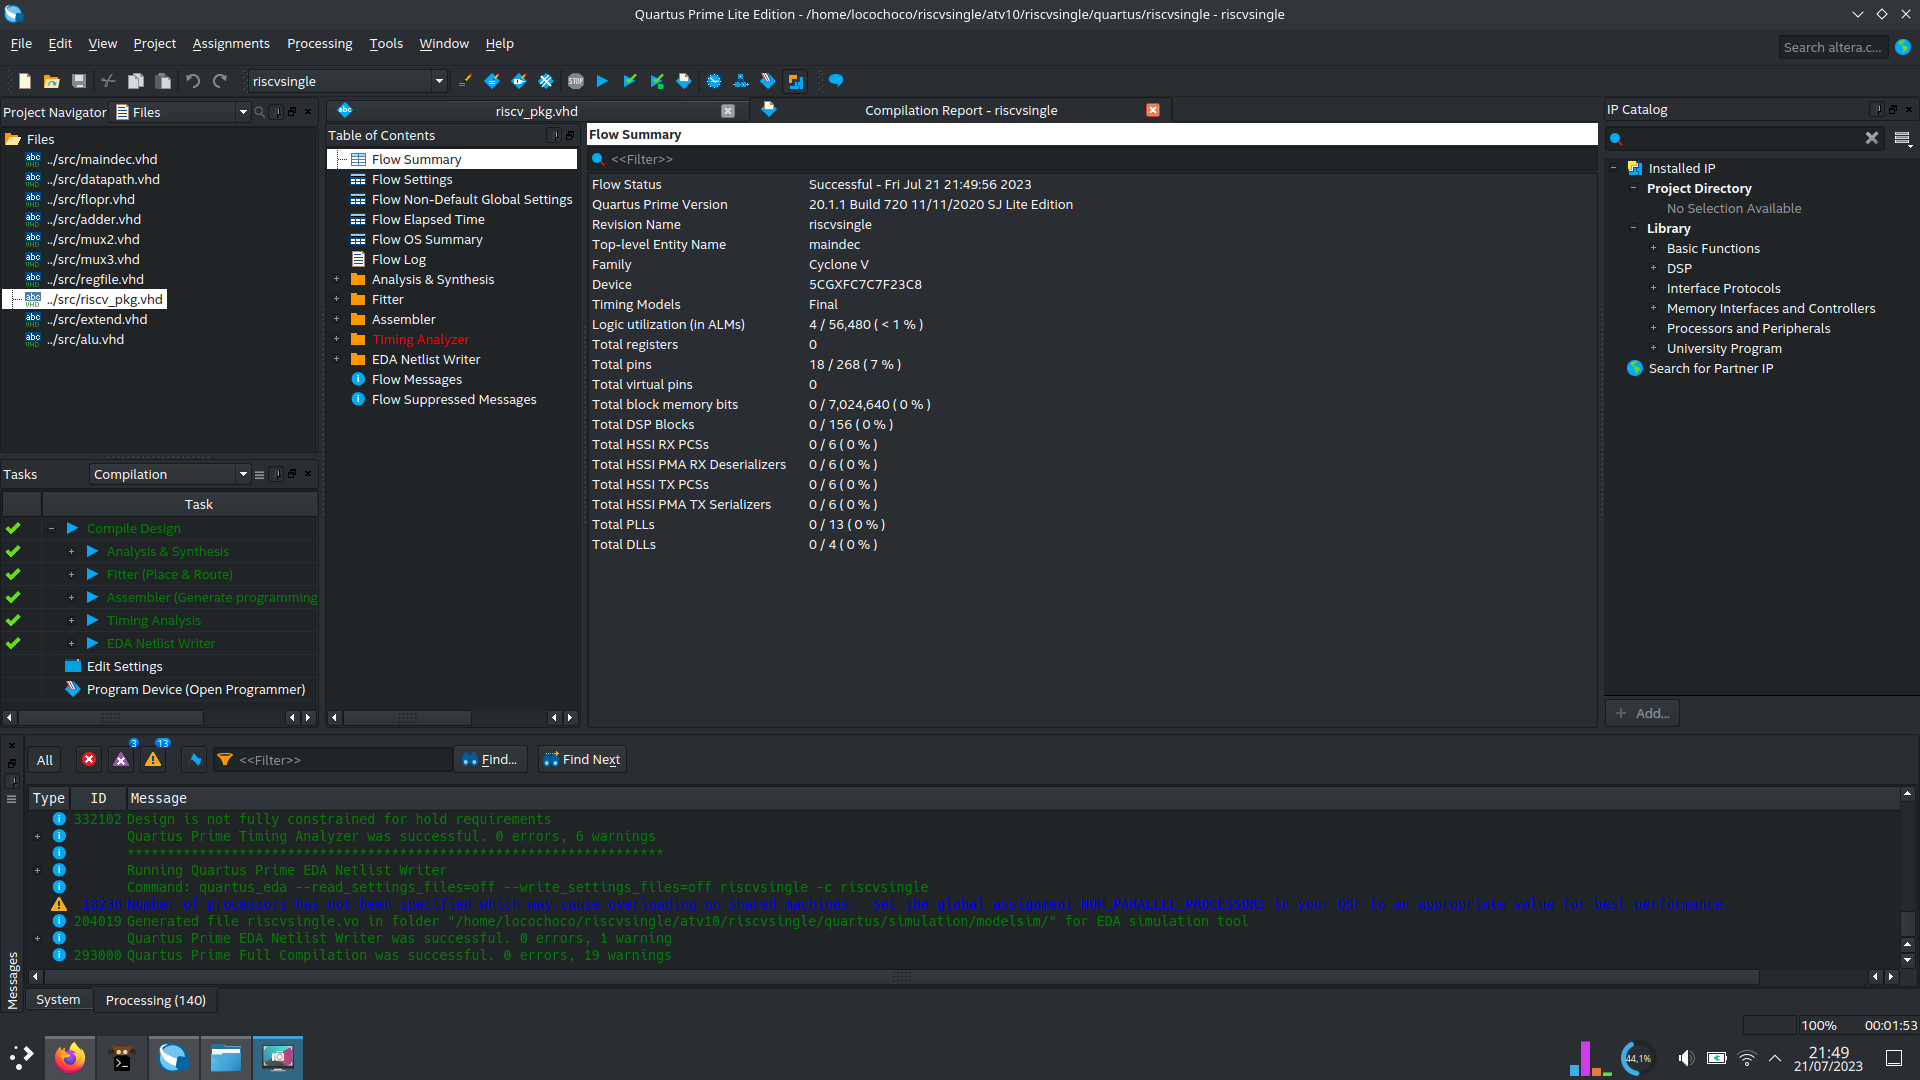 Quartus Prime Lite Edition - /home/locochoco/riscvsingle/atv10/riscvsingle/quartus/riscvsingle - riscvsingle
File Edit View Project Assignments Processing Tools Window Help
Search altera.c...
riscvsingle
STOP
Project Navigator
Files
Files
../src/maindec.vhd
../src/datapath.vhd
../src/flopr.vhd
../src/adder.vhd
../src/mux2.vhd
../src/mux3.vhd
../src/regfile.vhd
../src/riscv_pkg.vhd
../src/extend.vhd
../src/alu.vhd
Tasks
Compilation
Task
Compile Design
Analysis & Synthesis
Fitter (Place & Route)
Assembler (Generate programming
Timing Analysis
EDA Netlist Writer
Edit Settings
Program Device (Open Programmer)
riscv_pkg.vhd
Compilation Report - riscvsingle
Table of Contents
Flow Summary
Flow Settings
Flow Non-Default Global Settings
Flow Elapsed Time
Flow OS Summary
Flow Log
Analysis & Synthesis
Fitter
Assembler
Timing Analyzer
EDA Netlist Writer
Flow Messages
Flow Suppressed Messages
Flow Summary
<<Filter>>
Flow Status Successful - Fri Jul 21 21:49:56 2023
Quartus Prime Version 20.1.1 Build 720 11/11/2020 SJ Lite Edition
Revision Name riscvsingle
Top-level Entity Name maindec
Family Cyclone V
Device 5CGXFC7C7F23C8
Timing Models Final
Logic utilization (in ALMs) 4 / 56,480 ( < 1 % )
Total registers 0
Total pins 18 / 268 ( 7 % )
Total virtual pins 0
Total block memory bits 0 / 7,024,640 ( 0 % )
Total DSP Blocks 0 / 156 ( 0 % )
Total HSSI RX PCSs 0 / 6 ( 0 % )
Total HSSI PMA RX Deserializers 0 / 6 ( 0 % )
Total HSSI TX PCSs 0 / 6 ( 0 % )
Total HSSI PMA TX Serializers 0 / 6 ( 0 % )
Total PLLs 0 / 13 ( 0 % )
Total DLLs 0 / 4 ( 0 % )
IP Catalog
Installed IP
Project Directory
No Selection Available
Library
Basic Functions
DSP
Interface Protocols
Memory Interfaces and Controllers
Processors and Peripherals
University Program
Search for Partner IP
+ Add...
All
3
13
<<Filter>>
Find...
Find Next
Type ID Message
332102 Design is not fully constrained for hold requirements
Quartus Prime Timing Analyzer was successful. 0 errors, 6 warnings
*******************************************************************
Running Quartus Prime EDA Netlist Writer
Command: quartus_eda --read_settings_files=off --write_settings_files=off riscvsingle -c riscvsingle
18236 Number of processors has not been specified which may cause overloading on shared machines. Set the global assignment NUM_PARALLEL_PROCESSORS in your QSF to an appropriate value for best performance.
204019 Generated file riscvsingle.vo in folder "/home/locochoco/riscvsingle/atv10/riscvsingle/quartus/simulation/modelsim/" for EDA simulation tool
Quartus Prime EDA Netlist Writer was successful. 0 errors, 1 warning
293000 Quartus Prime Full Compilation was successful. 0 errors, 19 warnings
Messages
System
Processing (140)
100% 00:01:53
44,1%
21:49
21/07/2023